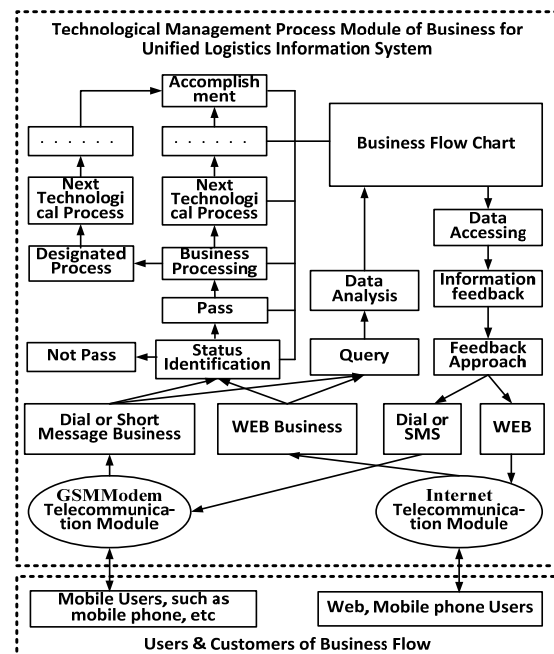 Technological Management Process Module of Business for
Unified Logistics Information System
Accomplish
ment
. . . . . .
. . . . . .
Business Flow Chart
Next
Technologi
cal Process
Next
Technologi
cal Process
Data
Accessing
Designated
Process
Business
Processing
Data
Analysis
Information
feedback
Pass
Not Pass
Status
Identification
Query
Feedback
Approach
Dial or Short
Message Business
WEB Business
Dial or
SMS
WEB
GSMModem
Telecommunica-
tion Module
Internet
Telecommunica-
tion Module
Mobile Users, such as
mobile phone, etc
Web, Mobile phone Users
Users & Customers of Business Flow